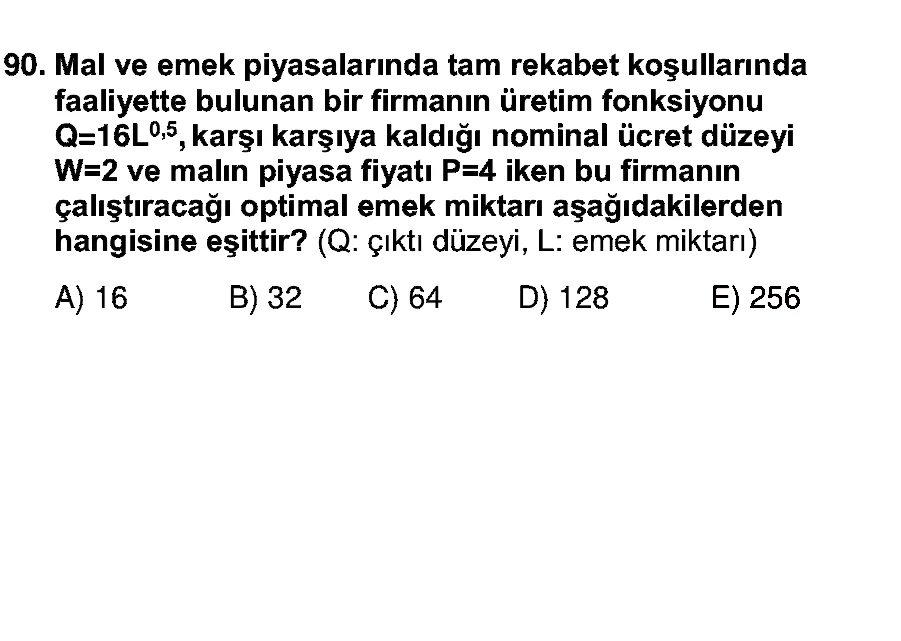 90. Mal ve emek piyasalarında tam rekabet koşullarında
faaliyette bulunan bir firmanın üretim fonksiyonu
Q=16L⁰,⁵, karşı karşıya kaldığı nominal ücret düzeyi
W=2 ve malın piyasa fiyatı P=4 iken bu firmanın
çalıştıracağı optimal emek miktarı aşağıdakilerden
hangisine eşittir? (Q: çıktı düzeyi, L: emek miktarı)
A) 16 B) 32 C) 64 D) 128 E) 256